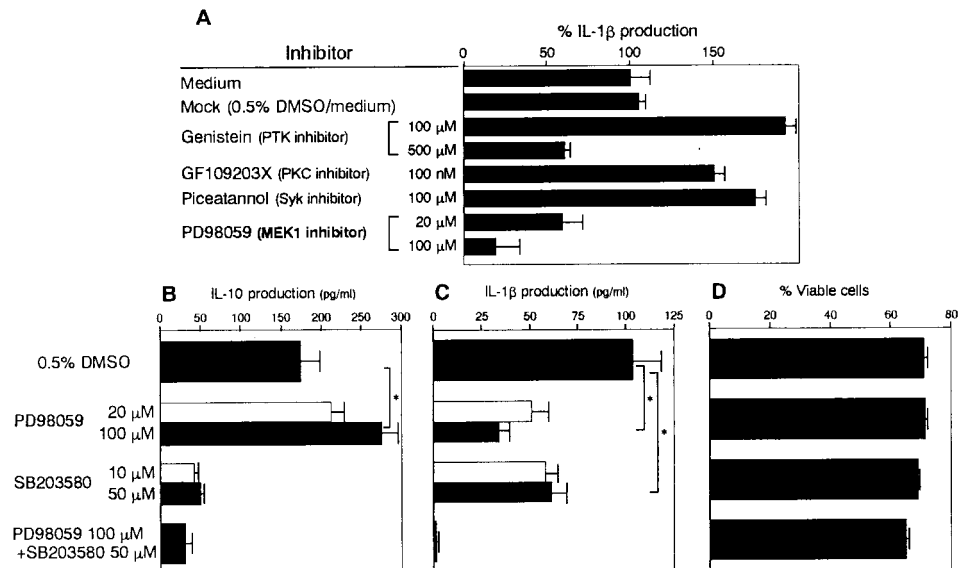 A
% IL-1β production
Inhibitor
0 50 100 150
Medium
Mock (0.5% DMSO/medium)
Genistein (PTK inhibitor) 100 μM
500 μM
GF109203X (PKC inhibitor) 100 nM
Piceatannol (Syk inhibitor) 100 μM
PD98059 (MEK1 inhibitor) 20 μM
100 μM
B IL-10 production (pg/ml)
0 50 100 150 200 250 300
C IL-1β production (pg/ml)
0 25 50 75 100 125
D % Viable cells
0 20 40 60 80
0.5% DMSO
PD98059 20 μM
100 μM
SB203580 10 μM
50 μM
PD98059 100 μM
+SB203580 50 μM
*
*
*